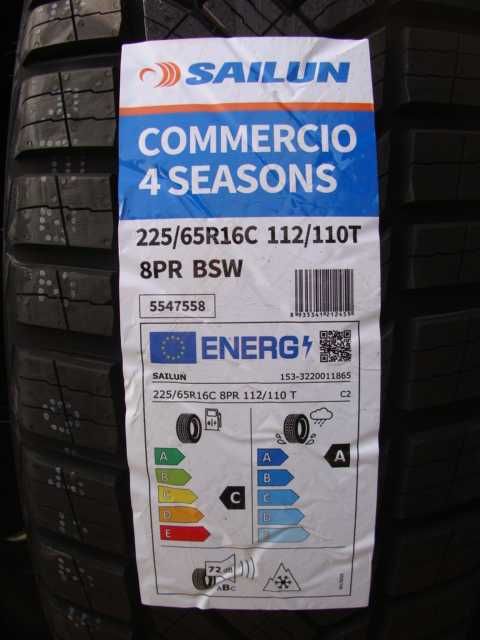 SAILUN
COMMERCIO
4 SEASONS
225/65R16C 112/110T
8PR BSW
5547558
ENERG
SAILUN
153-3220011865
225/65R16C 8PR 112/110 T
C2
A
A
A
B
B
C
C
C
D
D
E
E
72 dB
ABC